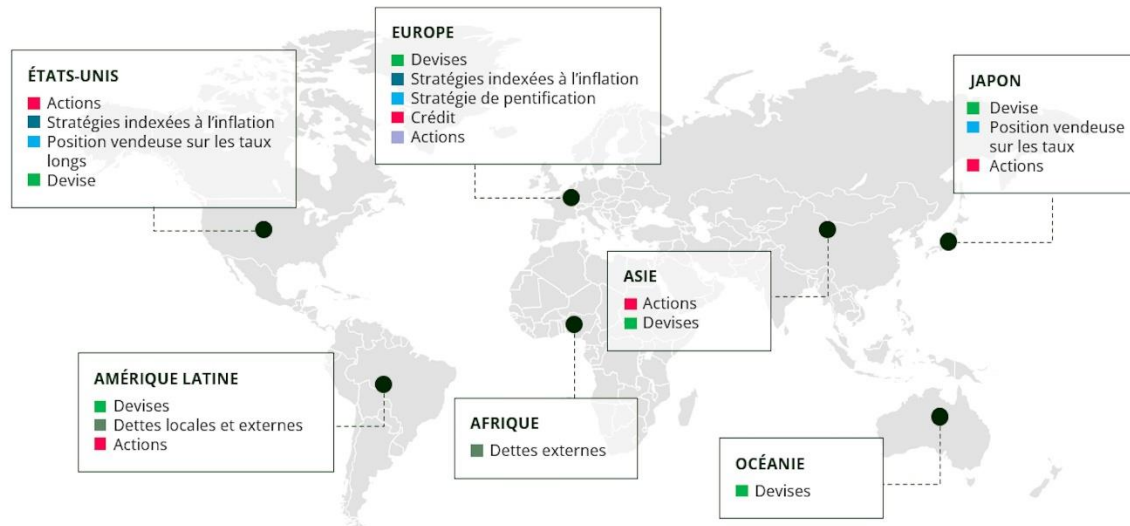 EUROPE
Devises
Stratégies indexées à l'inflation
Stratégie de pentification
Crédit
Actions
ÉTATS-UNIS
Actions
Stratégies indexées à l'inflation
Position vendeuse sur les taux
longs
Devise
JAPON
Devise
Position vendeuse
sur les taux
Actions
ASIE
Actions
Devises
AMÉRIQUE LATINE
Devises
Dettes locales et externes
Actions
AFRIQUE
Dettes externes
OCÉANIE
Devises